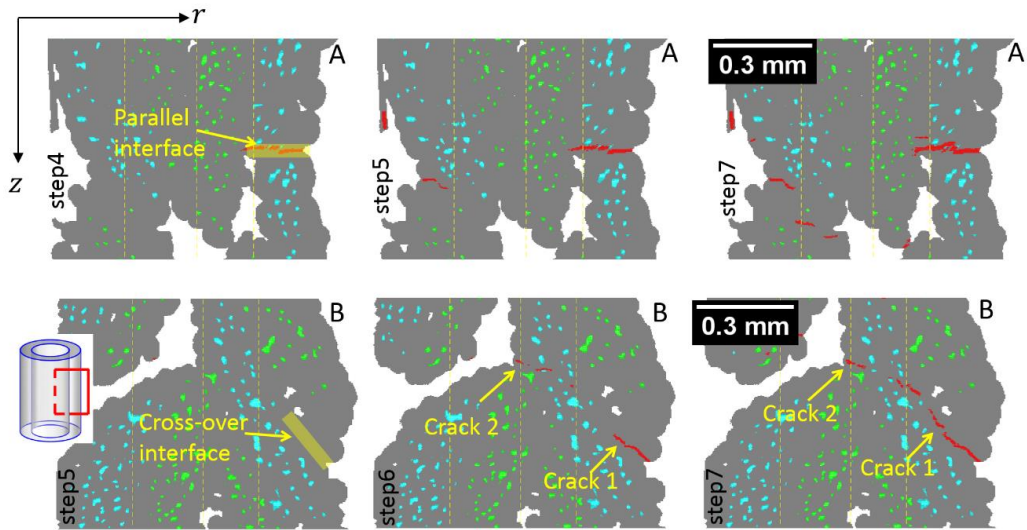 r
z
A
Parallel
interface
step4
A
step5
0.3 mm
A
step7
B
Cross-over
interface
step5
B
Crack 2
Crack 1
step6
0.3 mm
B
Crack 2
Crack 1
step7